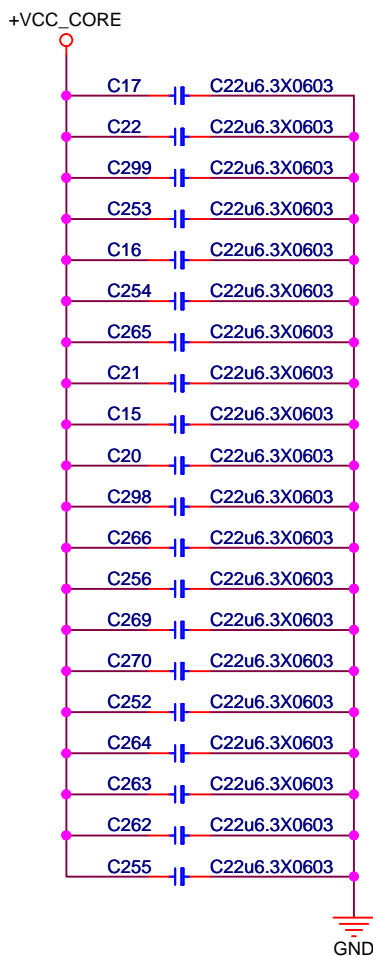 +VCC_CORE
C17 C22u6.3X0603
C22 C22u6.3X0603
C299 C22u6.3X0603
C253 C22u6.3X0603
C16 C22u6.3X0603
C254 C22u6.3X0603
C265 C22u6.3X0603
C21 C22u6.3X0603
C15 C22u6.3X0603
C20 C22u6.3X0603
C298 C22u6.3X0603
C266 C22u6.3X0603
C256 C22u6.3X0603
C269 C22u6.3X0603
C270 C22u6.3X0603
C252 C22u6.3X0603
C264 C22u6.3X0603
C263 C22u6.3X0603
C262 C22u6.3X0603
C255 C22u6.3X0603
GND